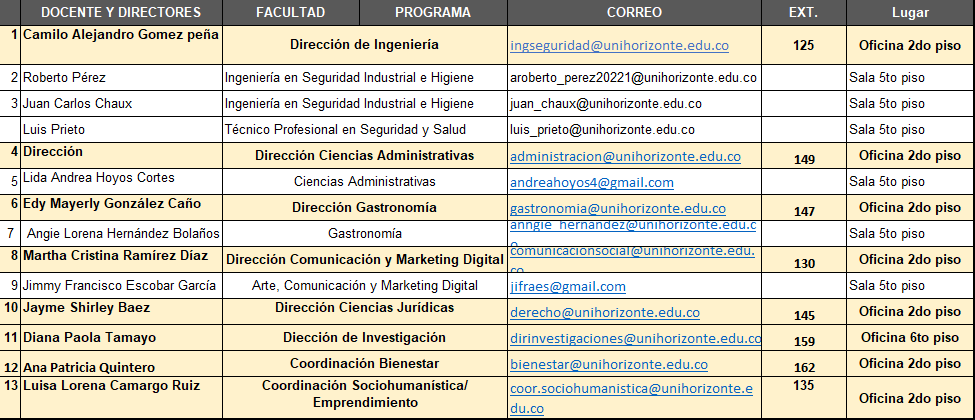 DOCENTE Y DIRECTORES FACULTAD PROGRAMA CORREO EXT. Lugar
1 Camilo Alejandro Gomez peña Dirección de Ingeniería ingseguridad@unihorizonte.edu.co 125 Oficina 2do piso
2 Roberto Pérez Ingeniería en Seguridad Industrial e Higiene aroberto_perez20221@unihorizonte.edu.co Sala 5to piso
3 Juan Carlos Chaux Ingeniería en Seguridad Industrial e Higiene juan_chaux@unihorizonte.edu.co Sala 5to piso
Luis Prieto Técnico Profesional en Seguridad y Salud luis_prieto@unihorizonte.edu.co Sala 5to piso
4 Dirección Dirección Ciencias Administrativas administracion@unihorizonte.edu.co 149 Oficina 2do piso
5 Lida Andrea Hoyos Cortes Ciencias Administrativas andreahoyos4@gmail.com Sala 5to piso
6 Edy Mayerly González Caño Dirección Gastronomía gastronomia@unihorizonte.edu.co 147 Oficina 2do piso
7 Angie Lorena Hernández Bolaños Gastronomía anngie_hernandez@unihorizonte.edu.c
o Sala 5to piso
8 Martha Cristina Ramírez Díaz Dirección Comunicación y Marketing Digital comunicacionsocial@unihorizonte.edu.
co 130 Oficina 2do piso
9 Jimmy Francisco Escobar García Arte, Comunicación y Marketing Digital jifraes@gmail.com Sala 5to piso
10 Jayme Shirley Baez Dirección Ciencias Jurídicas derecho@unihorizonte.edu.co 145 Oficina 2do piso
11 Diana Paola Tamayo Diección de Investigación dirinvestigaciones@unihorizonte.edu.co 159 Oficina 6to piso
12 Ana Patricia Quintero Coordinación Bienestar bienestar@unihorizonte.edu.co 162 Oficina 2do piso
13 Luisa Lorena Camargo Ruiz Coordinación Sociohumanística/ coor.sociohumanistica@unihorizonte.e 135 Oficina 2do piso
Emprendimiento du.co